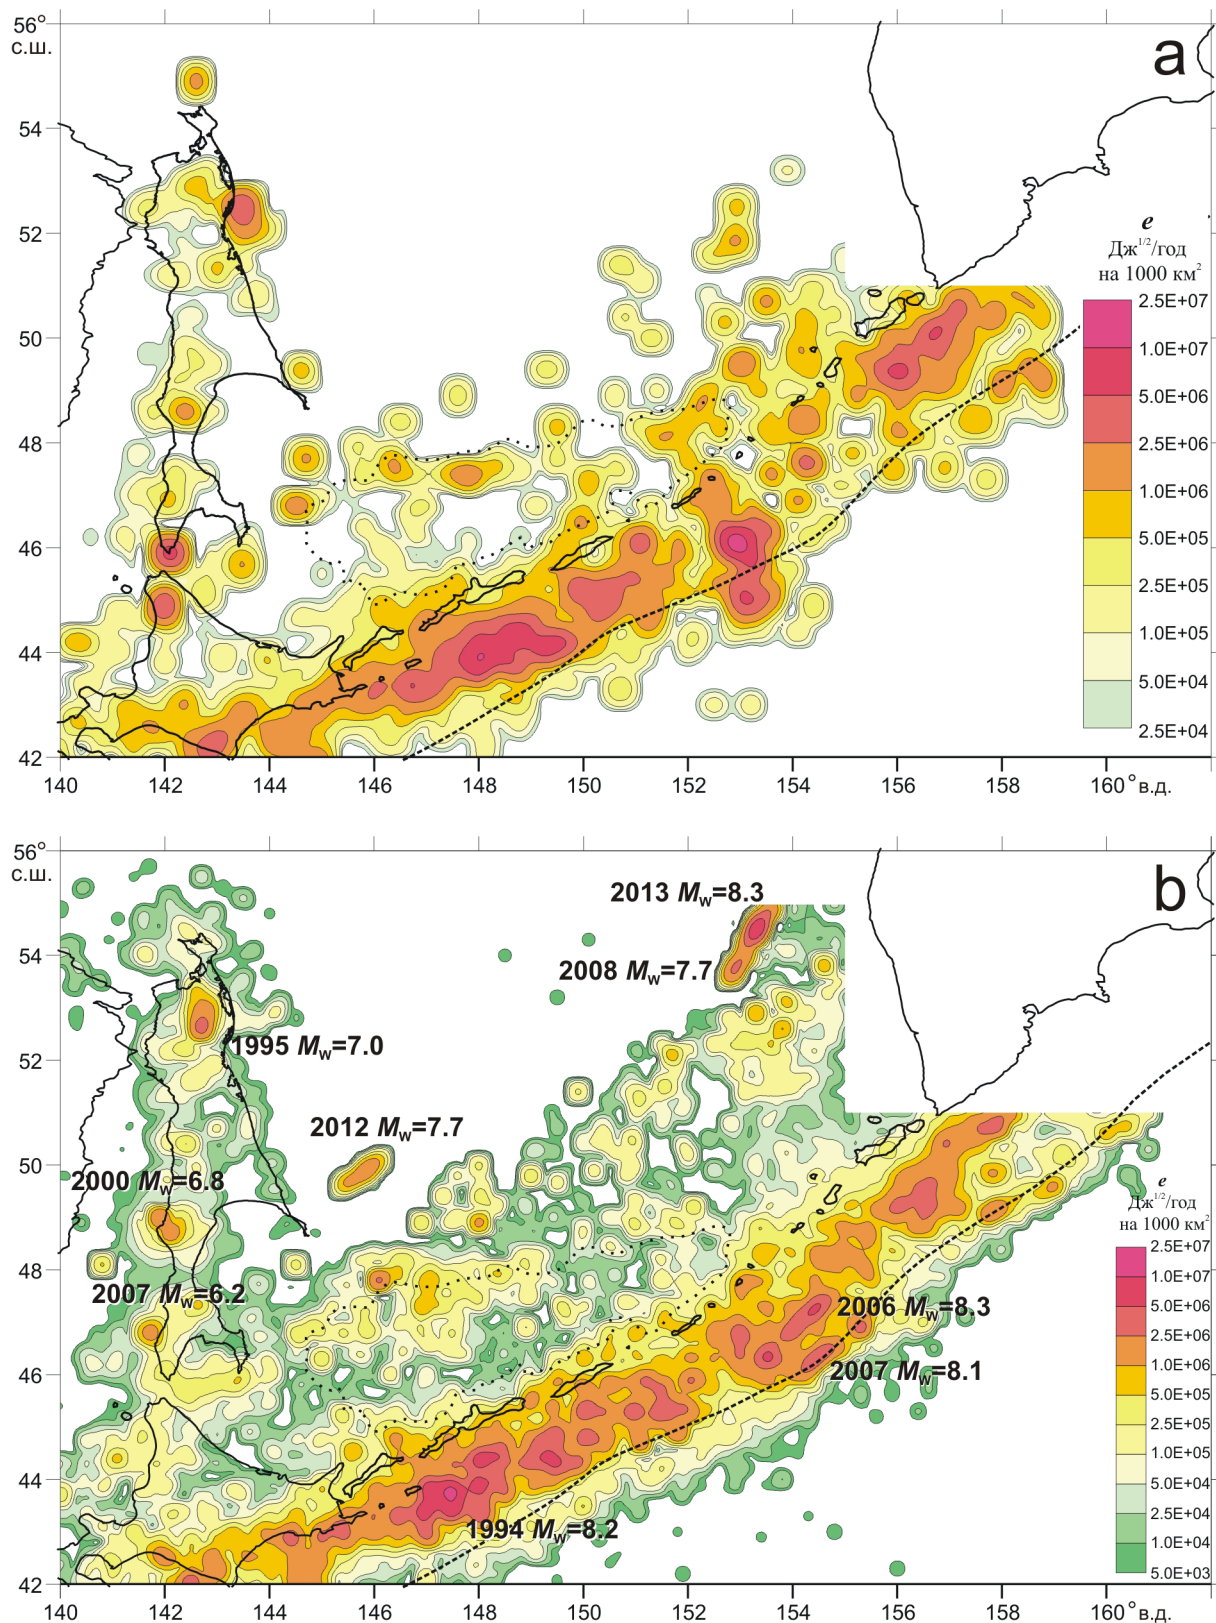 56°
с.ш.
a
54
52
e
Дж1/2/год
на 1000 км2
2.5E+07
50
1.0E+07
5.0E+06
48
2.5E+06
1.0E+06
46
5.0E+05
2.5E+05
1.0E+05
44
5.0E+04
2.5E+04
42
140 142 144 146 148 150 152 154 156 158 160° в.д.
56°
с.ш.
b
2013 Mw=8.3
54
2008 Mw=7.7
1995 Mw=7.0
52
2012 Mw=7.7
50
2000 Mw=6.8
e
Дж1/2/год
на 1000 км2
2.5E+07
48
1.0E+07
2007 Mw=6.2
5.0E+06
2006 Mw=8.3
2.5E+06
46
2007 Mw=8.1
1.0E+06
5.0E+05
2.5E+05
1.0E+05
44
5.0E+04
2.5E+04
1994 Mw=8.2
1.0E+04
5.0E+03
42
140 142 144 146 148 150 152 154 156 158 160° в.д.